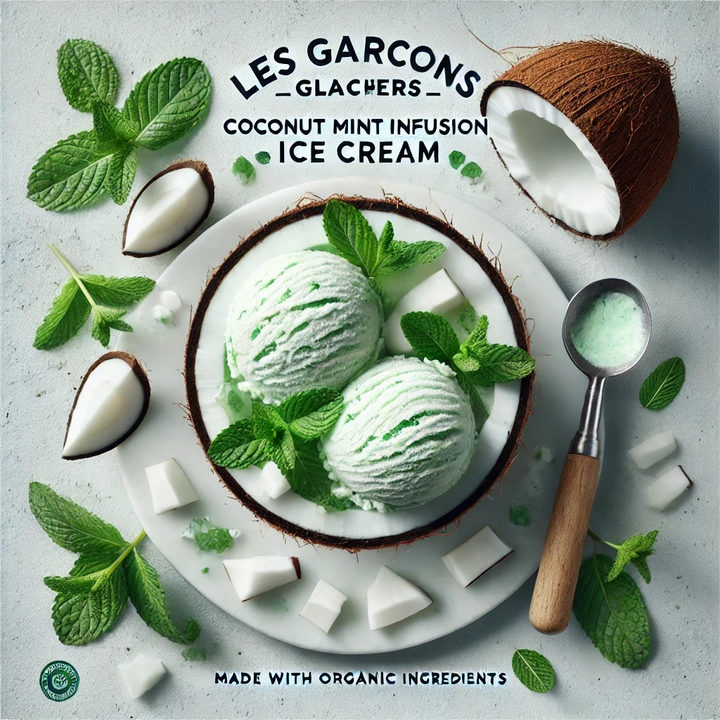 LES GARCONS
GLACHERS
COCONUT MINT INFUSION
ICE CREAM
MADE WITH ORGANIC INGREDIENTS